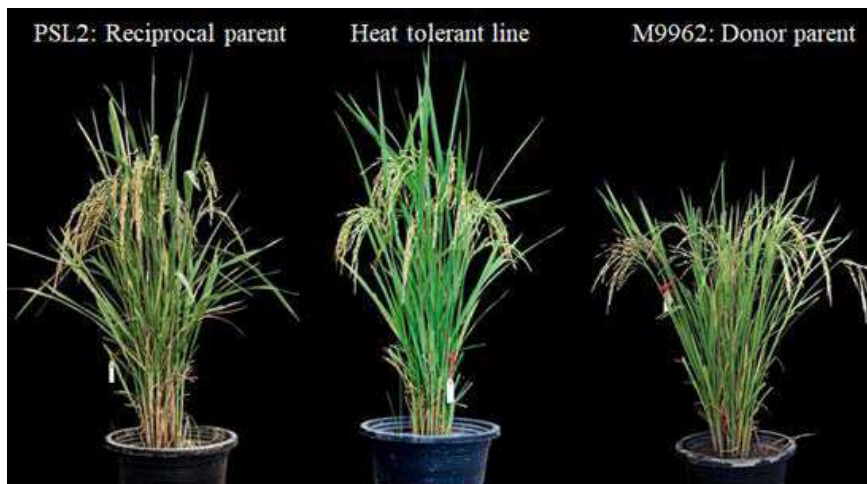 PSL2: Reciprocal parent
Heat tolerant line
M9962: Donor parent